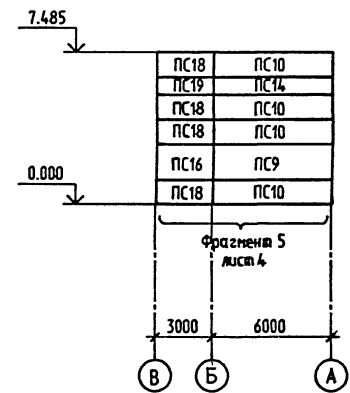 7.485
ПС18 ПС10
ПС19 ПС14
ПС18 ПС10
ПС18 ПС10
ПС16 ПС9
0.000
ПС18 ПС10
Фрагмент 5
лист 4
3000 6000
В Б А